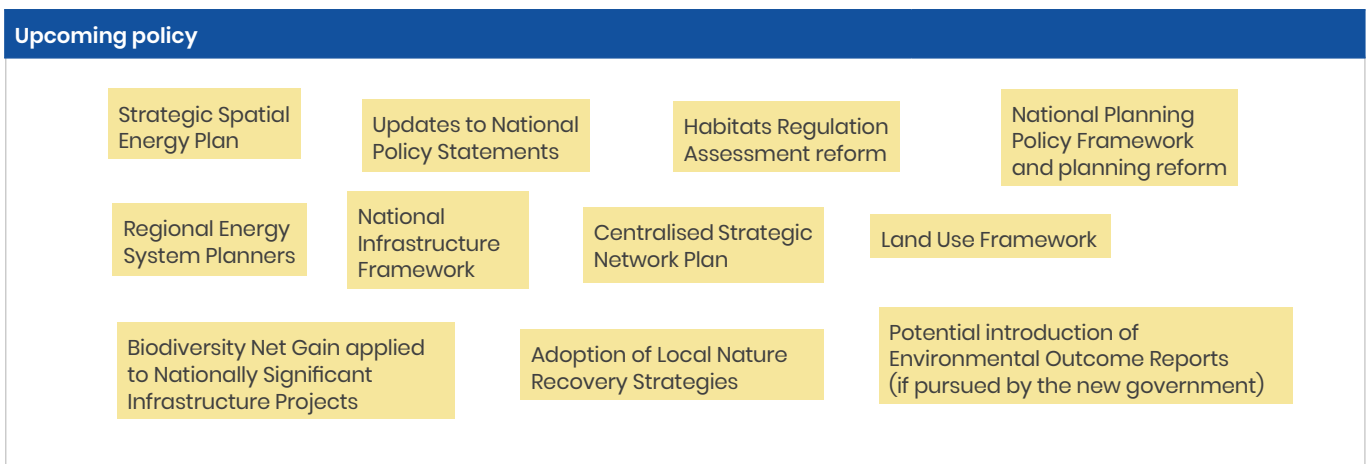 Upcoming policy
Strategic Spatial
Energy Plan
Updates to National
Policy Statements
Habitats Regulation
Assessment reform
National Planning
Policy Framework
and planning reform
Regional Energy
System Planners
National
Infrastructure
Framework
Centralised Strategic
Network Plan
Land Use Framework
Biodiversity Net Gain applied
to Nationally Significant
Infrastructure Projects
Adoption of Local Nature
Recovery Strategies
Potential introduction of
Environmental Outcome Reports
(if pursued by the new government)